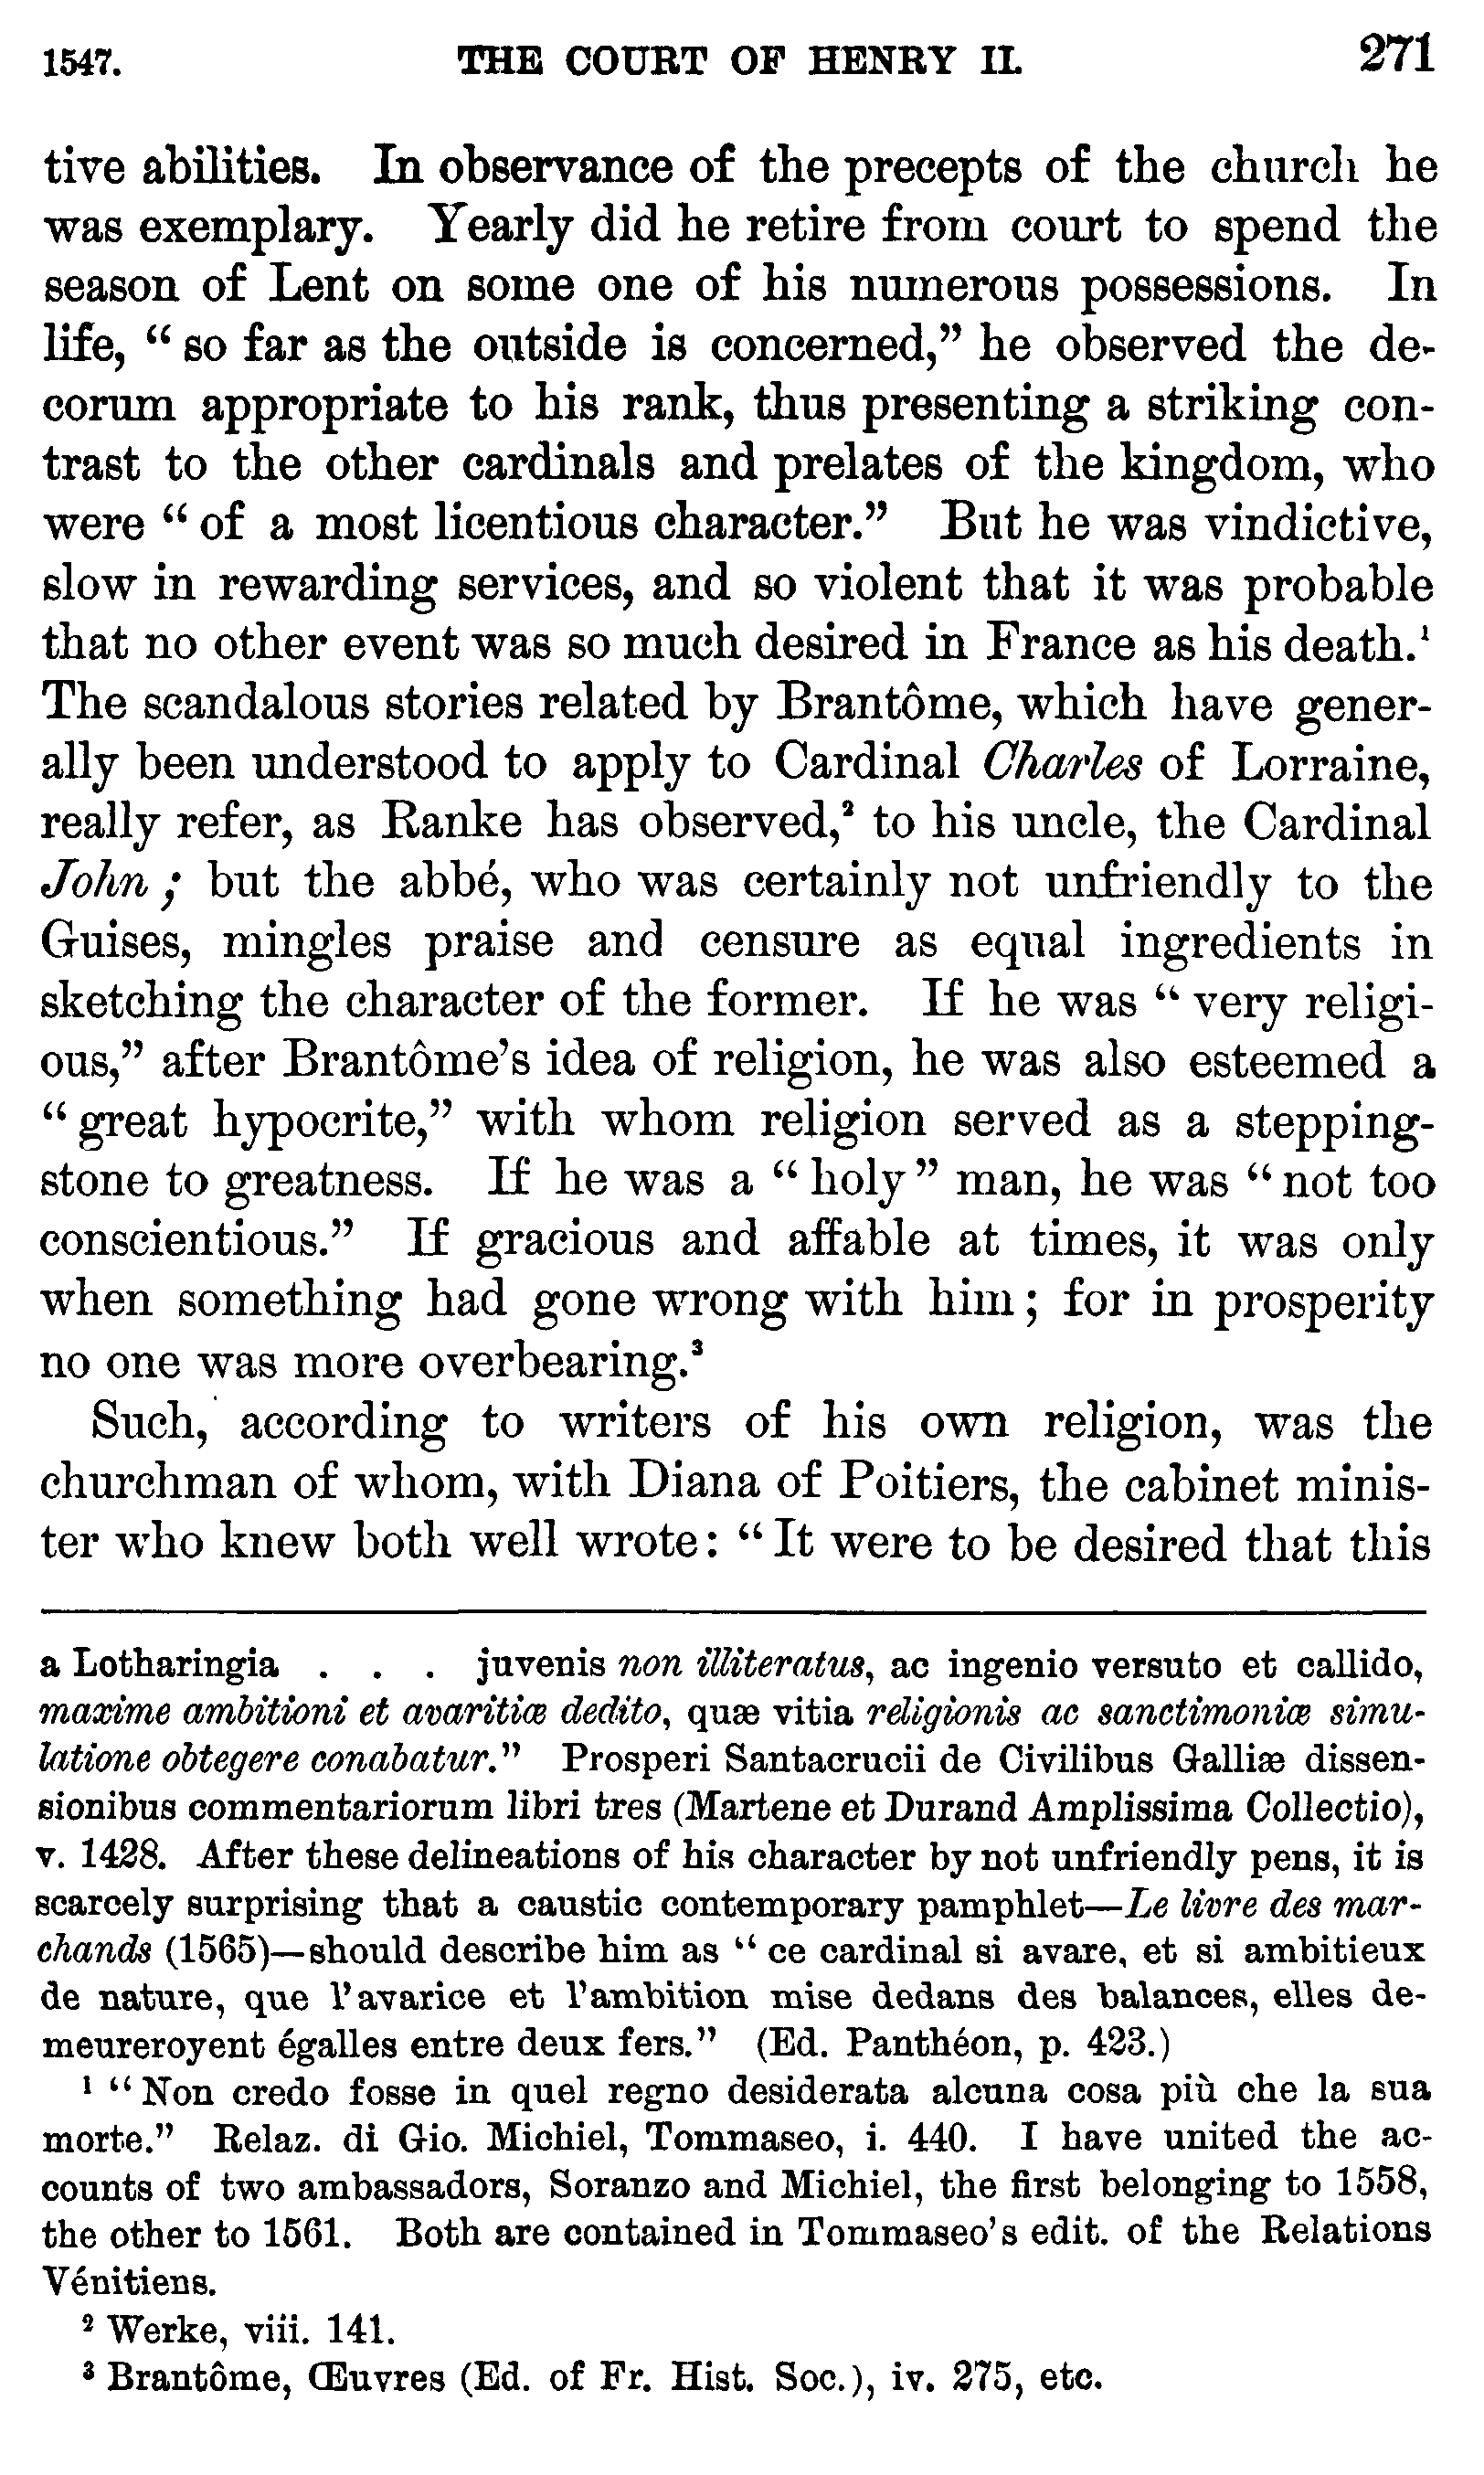 1547. THE COURT OF HENRY II. 271
tive abilities. In observance of the precepts of the church he
was exemplary. Yearly did he retire from court to spend the
season of Lent on some one of his numerous possessions. In
life, “so far as the outside is concerned,” he observed the de-
corum appropriate to his rank, thus presenting a striking con-
trast to the other cardinals and prelates of the kingdom, who
were “of a most licentious character.” But he was vindictive,
slow in rewarding services, and so violent that it was probable
that no other event was so much desired in France as his death.¹
The scandalous stories related by Brantôme, which have gener-
ally been understood to apply to Cardinal Charles of Lorraine,
really refer, as Ranke has observed,² to his uncle, the Cardinal
John; but the abbé, who was certainly not unfriendly to the
Guises, mingles praise and censure as equal ingredients in
sketching the character of the former. If he was “very religi-
ous,” after Brantôme’s idea of religion, he was also esteemed a
“great hypocrite,” with whom religion served as a stepping-
stone to greatness. If he was a “holy” man, he was “not too
conscientious.” If gracious and affable at times, it was only
when something had gone wrong with him; for in prosperity
no one was more overbearing.³
Such, according to writers of his own religion, was the
churchman of whom, with Diana of Poitiers, the cabinet minis-
ter who knew both well wrote: “It were to be desired that this
a Lotharingia . . . juvenis non illiteratus, ac ingenio versuto et callido,
maxime ambitioni et avaritiæ dedito, quæ vitia religionis ac sanctimoniæ simu-
latione obtegere conabatur.” Prosperi Santacrucii de Civilibus Galliæ dissen-
sionibus commentariorum libri tres (Martene et Durand Amplissima Collectio),
v. 1428. After these delineations of his character by not unfriendly pens, it is
scarcely surprising that a caustic contemporary pamphlet—Le livre des mar-
chands (1565)—should describe him as “ce cardinal si avare, et si ambitieux
de nature, que l’avarice et l’ambition mise dedans des balances, elles de-
meureroyent égalles entre deux fers.” (Ed. Panthéon, p. 423.)
¹ “Non credo fosse in quel regno desiderata alcuna cosa più che la sua
morte.” Relaz. di Gio. Michiel, Tommaseo, i. 440. I have united the ac-
counts of two ambassadors, Soranzo and Michiel, the first belonging to 1558,
the other to 1561. Both are contained in Tommaseo’s edit. of the Relations
Vénitiens.
² Werke, viii. 141.
³ Brantôme, Œuvres (Ed. of Fr. Hist. Soc.), iv. 275, etc.